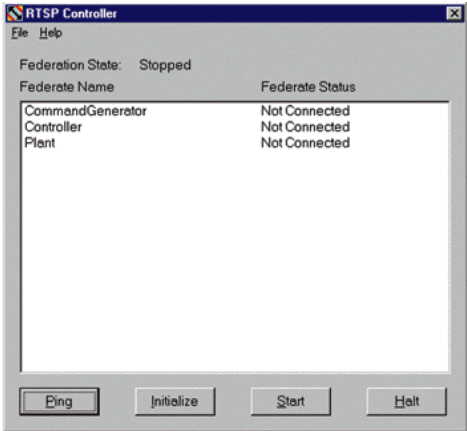 RTSP Controller
File Help
Federation State: Stopped
Federate Name Federate Status
CommandGenerator Not Connected
Controller Not Connected
Plant Not Connected
Ping Initialize Start Halt